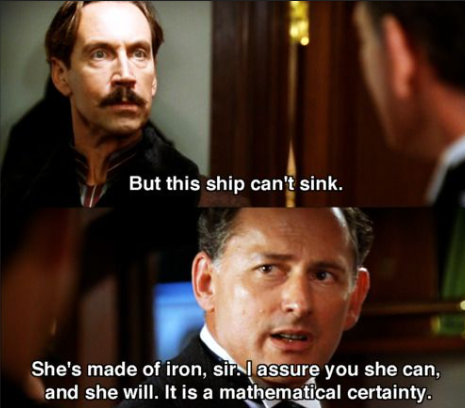 But this ship can't sink.
She's made of iron, sir. I assure you she can,
and she will. It is a mathematical certainty.